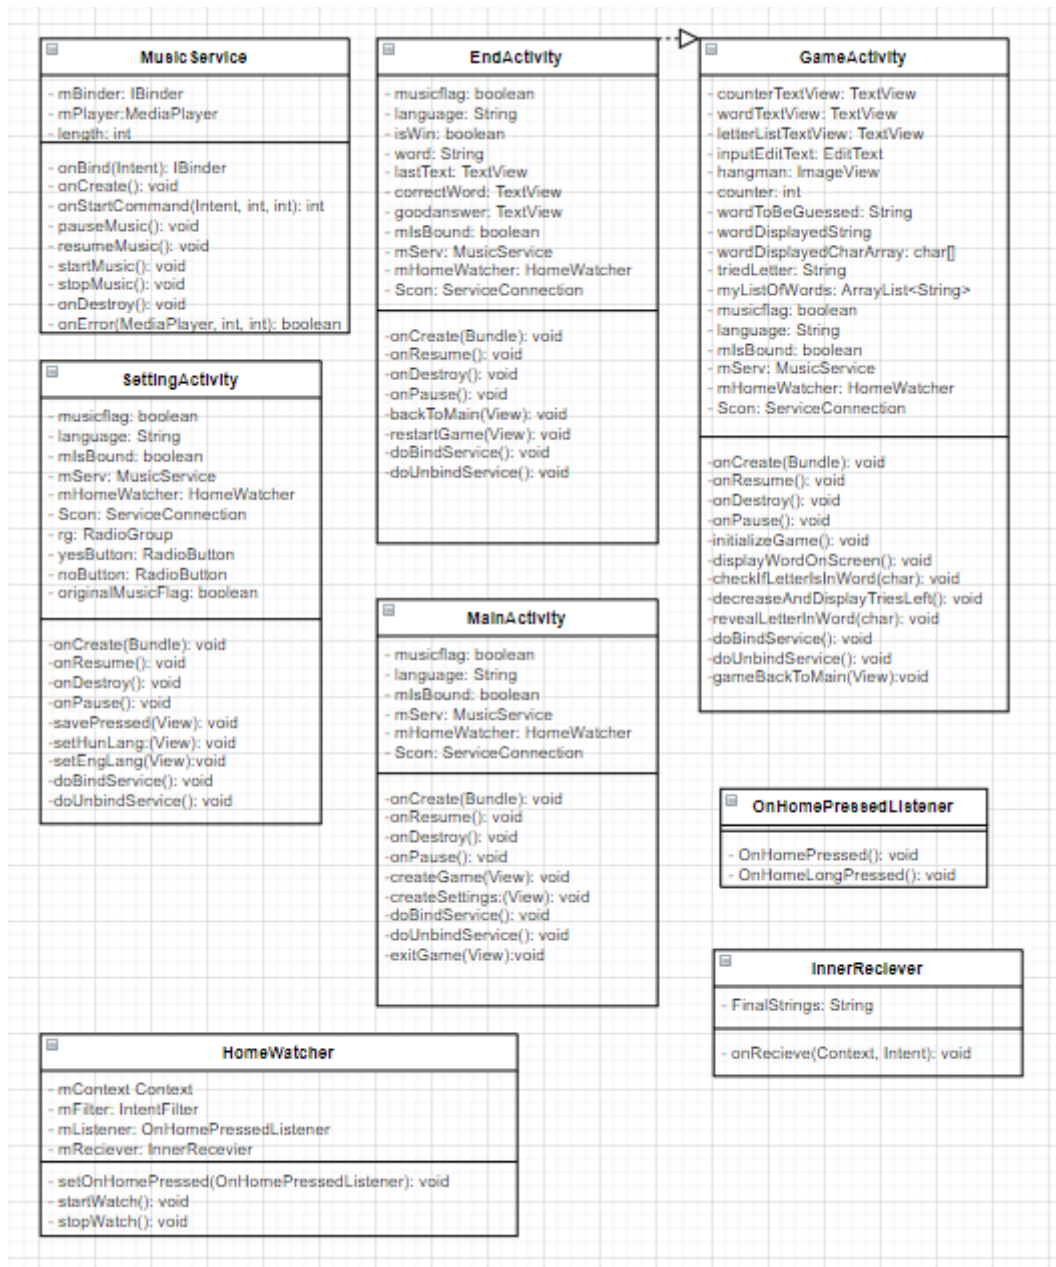 MusicService
- mBinder: IBinder
- mPlayer:MediaPlayer
- length: int
- onBind(Intent): IBinder
- onCreate(): void
- onStartCommand(Intent, int, int): int
- pauseMusic(): void
- resumeMusic(): void
- startMusic(): void
- stopMusic(): void
- onDestroy(): void
- onError(MediaPlayer, int, int): boolean
EndActivity
- musicflag: boolean
- language: String
- isWin: boolean
- word: String
- lastText: TextView
- correctWord: TextView
- goodanswer: TextView
- mIsBound: boolean
- mServ: MusicService
- mHomeWatcher: HomeWatcher
- Scon: ServiceConnection
-onCreate(Bundle): void
-onResume(): void
-onDestroy(): void
-onPause(): void
-backToMain(View): void
-restartGame(View): void
-doBindService(): void
-doUnbindService(): void
GameActivity
- counterTextView: TextView
- wordTextView: TextView
- letterListTextView: TextView
- inputEditText: EditText
- hangman: ImageView
- counter: int
- wordToBeGuessed: String
- wordDisplayedString
- wordDisplayedCharArray: char[]
- triedLetter: String
- myListOfWords: ArrayList<String>
- musicflag: boolean
- language: String
- mIsBound: boolean
- mServ: MusicService
- mHomeWatcher: HomeWatcher
- Scon: ServiceConnection
-onCreate(Bundle): void
-onResume(): void
-onDestroy(): void
-onPause(): void
-initializeGame(): void
-displayWordOnScreen(): void
-checkIfLetterIsInWord(char): void
-decreaseAndDisplayTriesLeft(): void
-revealLetterInWord(char): void
-doBindService(): void
-doUnbindService(): void
-gameBackToMain(View):void
SettingActivity
- musicflag: boolean
- language: String
- mIsBound: boolean
- mServ: MusicService
- mHomeWatcher: HomeWatcher
- Scon: ServiceConnection
- rg: RadioGroup
- yesButton: RadioButton
- noButton: RadioButton
- originalMusicFlag: boolean
-onCreate(Bundle): void
-onResume(): void
-onDestroy(): void
-onPause(): void
-savePressed(View): void
-setHunLang:(View): void
-setEngLang(View):void
-doBindService(): void
-doUnbindService(): void
MainActivity
- musicflag: boolean
- language: String
- mIsBound: boolean
- mServ: MusicService
- mHomeWatcher: HomeWatcher
- Scon: ServiceConnection
-onCreate(Bundle): void
-onResume(): void
-onDestroy(): void
-onPause(): void
-createGame(View): void
-createSettings:(View): void
-doBindService(): void
-doUnbindService(): void
-exitGame(View):void
OnHomePressedListener
- OnHomePressed(): void
- OnHomeLongPressed(): void
InnerReciever
- FinalStrings: String
- onRecieve(Context, Intent): void
HomeWatcher
- mContext Context
- mFilter: IntentFilter
- mListener: OnHomePressedListener
- mReciever: InnerRecevier
- setOnHomePressed(OnHomePressedListener): void
- startWatch(): void
- stopWatch(): void